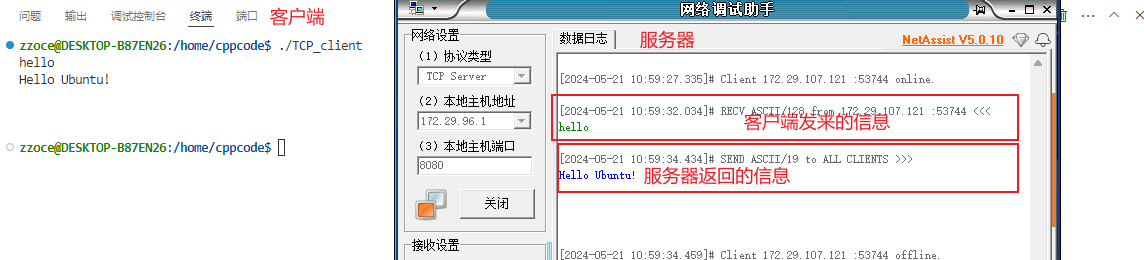 问题 输出 调试控制台 终端 端口 客户端
zzoce@DESKTOP-B87EN26:/home/cppcode$ ./TCP_client
hello
Hello Ubuntu!
zzoce@DESKTOP-B87EN26:/home/cppcode$
网络调试助手
网络设置
(1) 协议类型
TCP Server
(2) 本地主机地址
172.29.96.1
(3) 本地主机端口
8080
关闭
接收设置
数据日志 服务器 NetAssist V5.0.10
[2024-05-21 10:59:27.335]# Client 172.29.107.121 :53744 online.
[2024-05-21 10:59:32.034]# RECV ASCII/128 from 172.29.107.121 :53744 <<<
hello
客户端发来的信息
[2024-05-21 10:59:34.434]# SEND ASCII/19 to ALL CLIENTS >>>
Hello Ubuntu! 服务器返回的信息
[2024-05-21 10:59:34.459]# Client 172.29.107.121 :53744 offline.